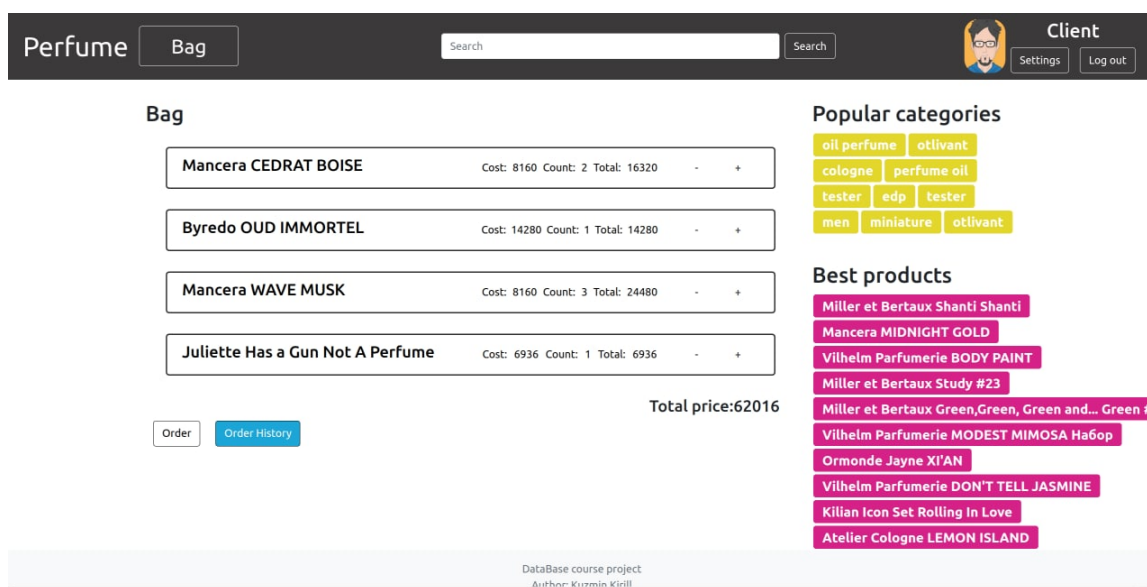 Perfume Bag Search Search Client
Settings Log out
Bag
Mancera CEDRAT BOISE Cost: 8160 Count: 2 Total: 16320 - +
Byredo OUD IMMORTEL Cost: 14280 Count: 1 Total: 14280 - +
Mancera WAVE MUSK Cost: 8160 Count: 3 Total: 24480 - +
Juliette Has a Gun Not A Perfume Cost: 6936 Count: 1 Total: 6936 - +
Total price:62016
Order Order History
Popular categories
oil perfume otlivant
cologne perfume oil
tester edp tester
men miniature otlivant
Best products
Miller et Bertaux Shanti Shanti
Mancera MIDNIGHT GOLD
Vilhelm Parfumerie BODY PAINT
Miller et Bertaux Study #23
Miller et Bertaux Green,Green, Green and... Green #
Vilhelm Parfumerie MODEST MIMOSA Набор
Ormonde Jayne XI'AN
Vilhelm Parfumerie DON'T TELL JASMINE
Kilian Icon Set Rolling In Love
Atelier Cologne LEMON ISLAND
DataBase course project
Author: Kuzmin Kirill